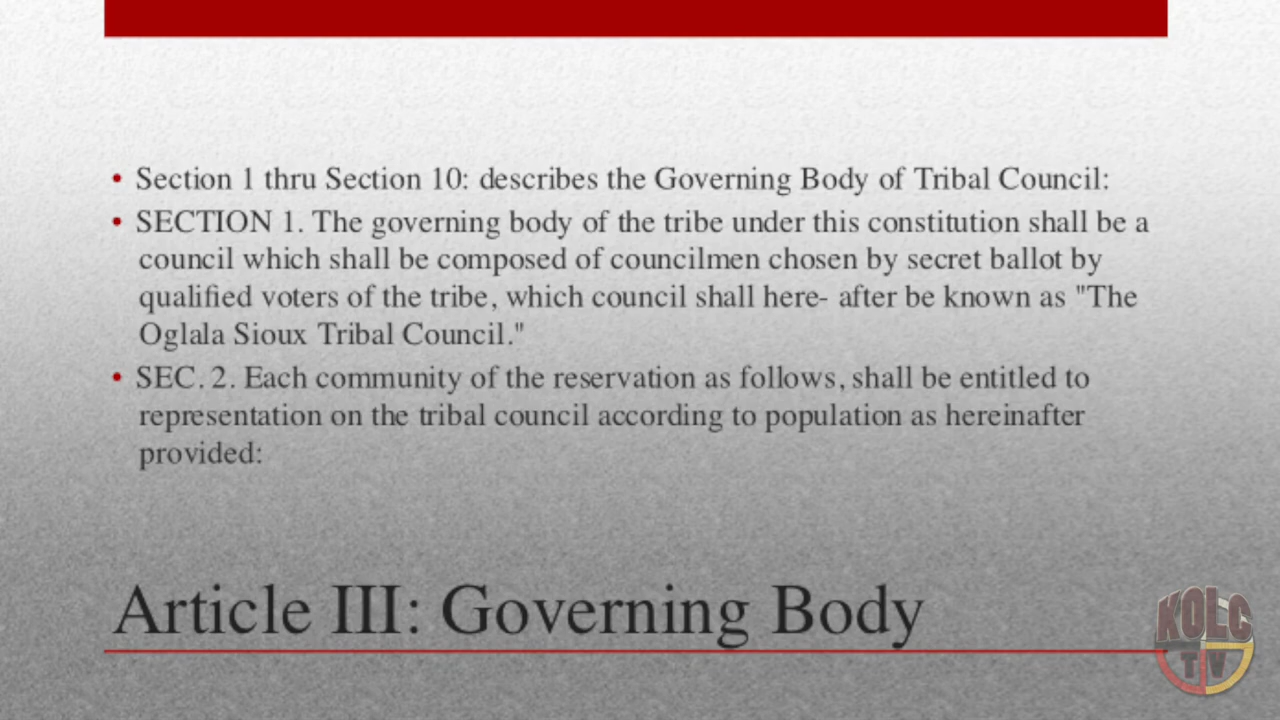 • Section 1 thru Section 10: describes the Governing Body of Tribal Council:
• SECTION 1. The governing body of the tribe under this constitution shall be a
council which shall be composed of councilmen chosen by secret ballot by
qualified voters of the tribe, which council shall here- after be known as "The
Oglala Sioux Tribal Council."
• SEC. 2. Each community of the reservation as follows, shall be entitled to
representation on the tribal council according to population as hereinafter
provided:
Article III: Governing Body
KOLC
TV